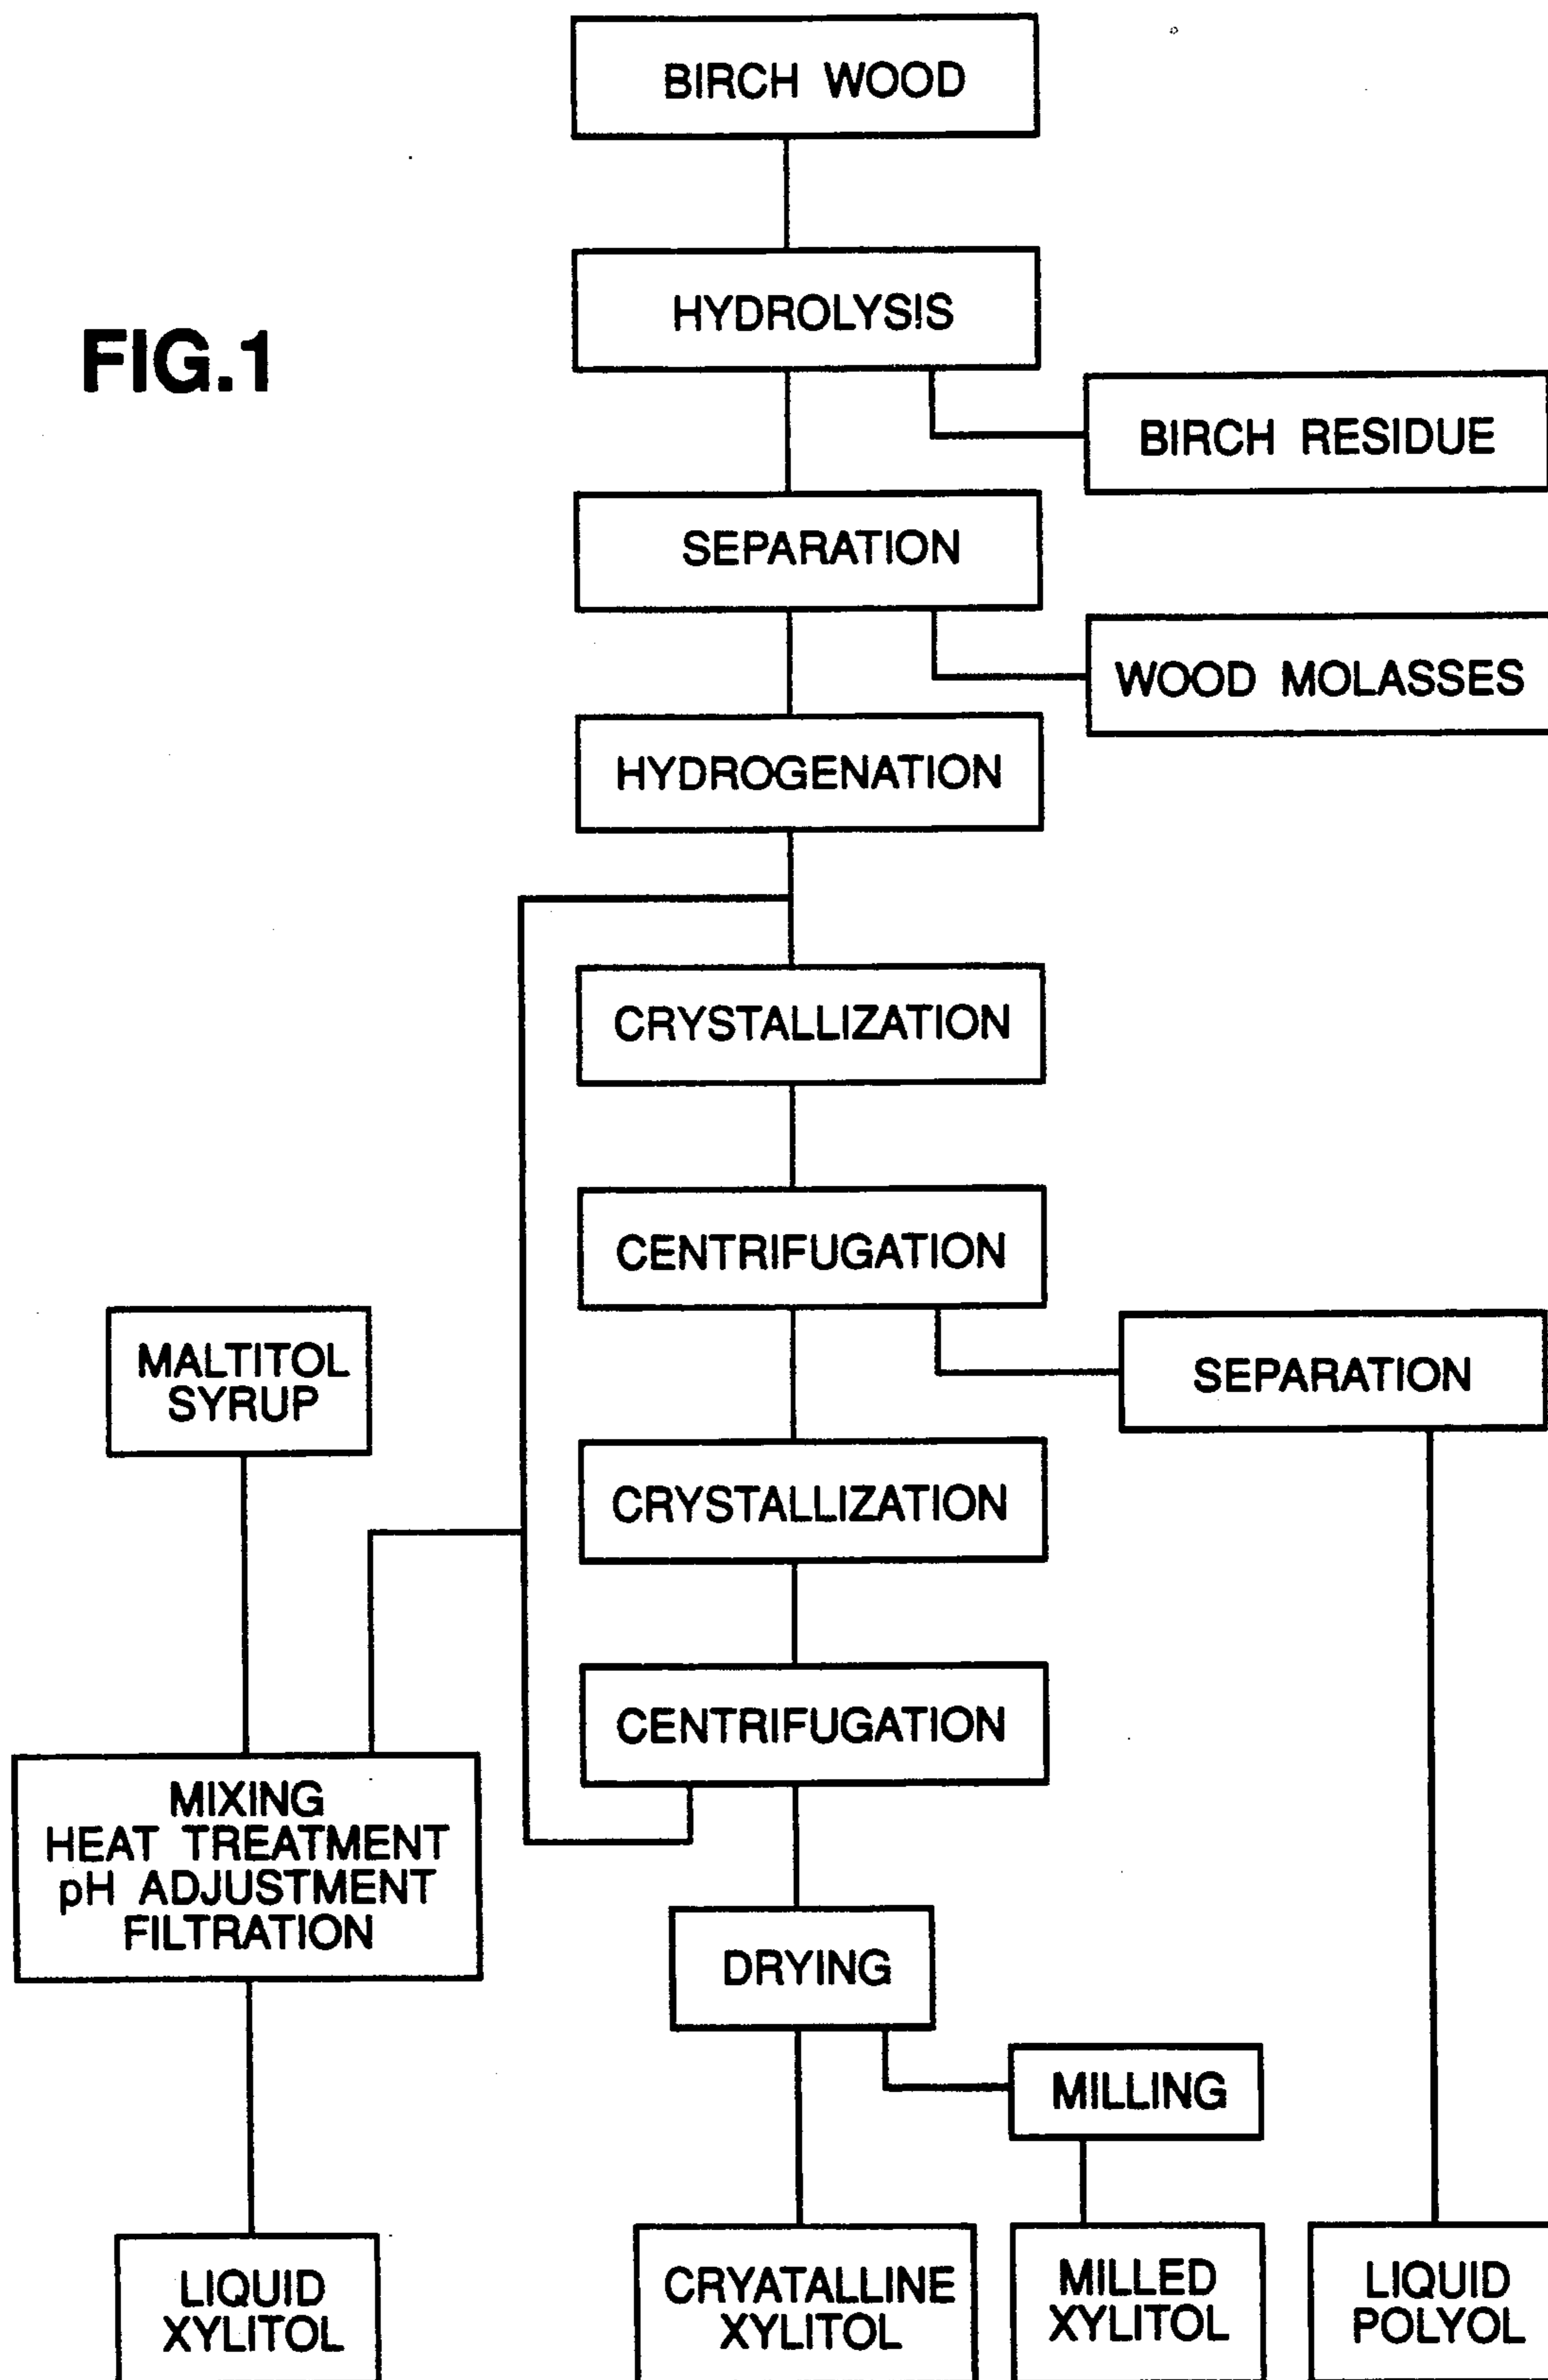 BIRCH WOOD
HYDROLYSIS
FIG.1
BIRCH RESIDUE
SEPARATION
WOOD MOLASSES
HYDROGENATION
CRYSTALLIZATION
CENTRIFUGATION
MALTITOL
SYRUP
SEPARATION
CRYSTALLIZATION
CENTRIFUGATION
MIXING
HEAT TREATMENT
pH ADJUSTMENT
FILTRATION
DRYING
MILLING
LIQUID
XYLITOL
CRYATALLINE
XYLITOL
MILLED
XYLITOL
LIQUID
POLYOL